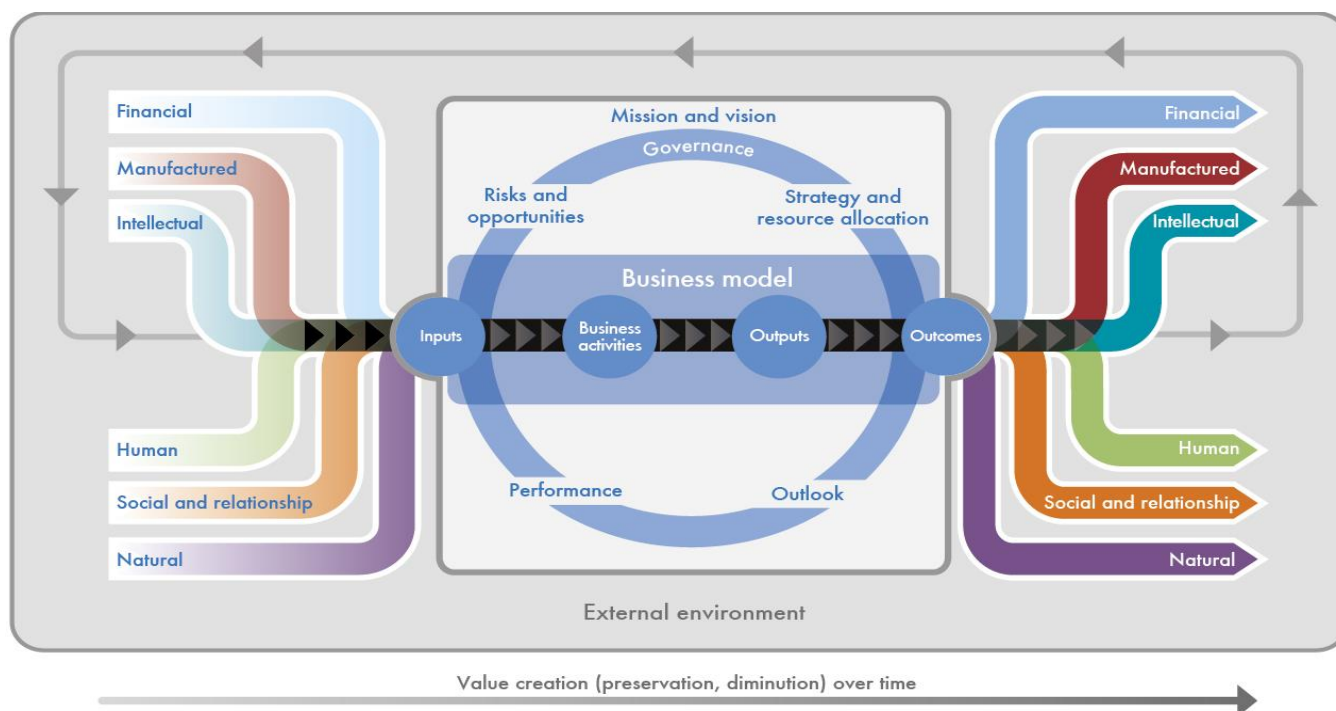 Financial
Manufactured
Intellectual
Human
Social and relationship
Natural
Mission and vision
Governance
Risks and
opportunities
Strategy and
resource allocation
Business model
Inputs
Business
activities
Outputs
Outcomes
Performance
Outlook
Financial
Manufactured
Intellectual
Human
Social and relationship
Natural
External environment
Value creation (preservation, diminution) over time